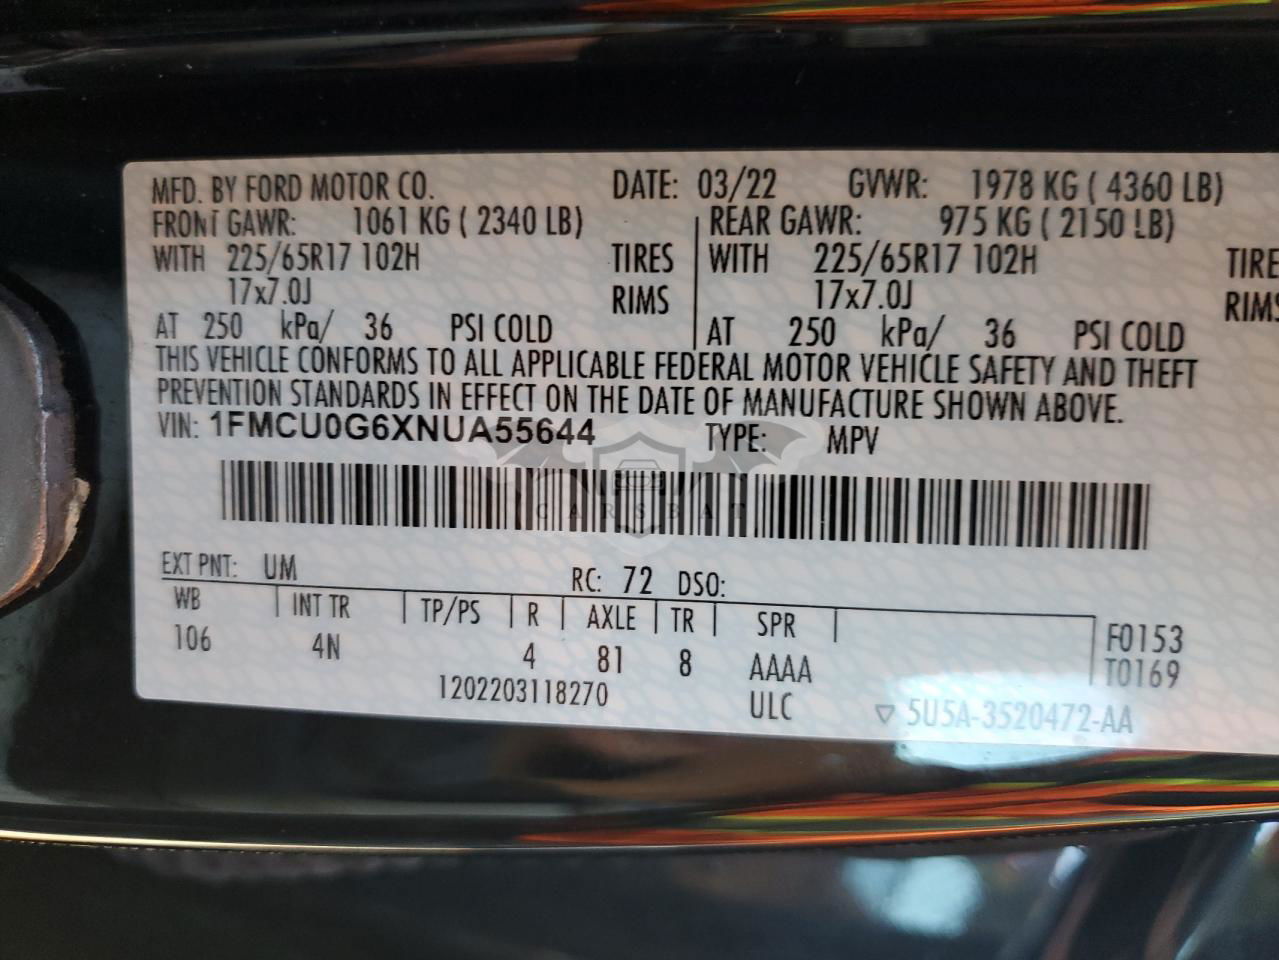 MFD. BY FORD MOTOR CO. DATE: 03/22 GVWR: 1978 KG ( 4360 LB)
FRONT GAWR: 1061 KG ( 2340 LB) REAR GAWR: 975 KG ( 2150 LB)
WITH 225/65R17 102H TIRES WITH 225/65R17 102H TIRE
17x7.0J RIMS 17x7.0J RIMS
AT 250 kPa/ 36 PSI COLD AT 250 kPa/ 36 PSI COLD
THIS VEHICLE CONFORMS TO ALL APPLICABLE FEDERAL MOTOR VEHICLE SAFETY AND THEFT
PREVENTION STANDARDS IN EFFECT ON THE DATE OF MANUFACTURE SHOWN ABOVE.
VIN: 1FMCU0G6XNUA55644 TYPE: MPV
CARSBAT
EXT PNT: UM RC: 72 DSO:
WB INT TR TP/PS R AXLE TR SPR F0153
106 4N 4 81 8 AAAA T0169
1202203118270 ULC ▽ 5U5A-3520472-AA